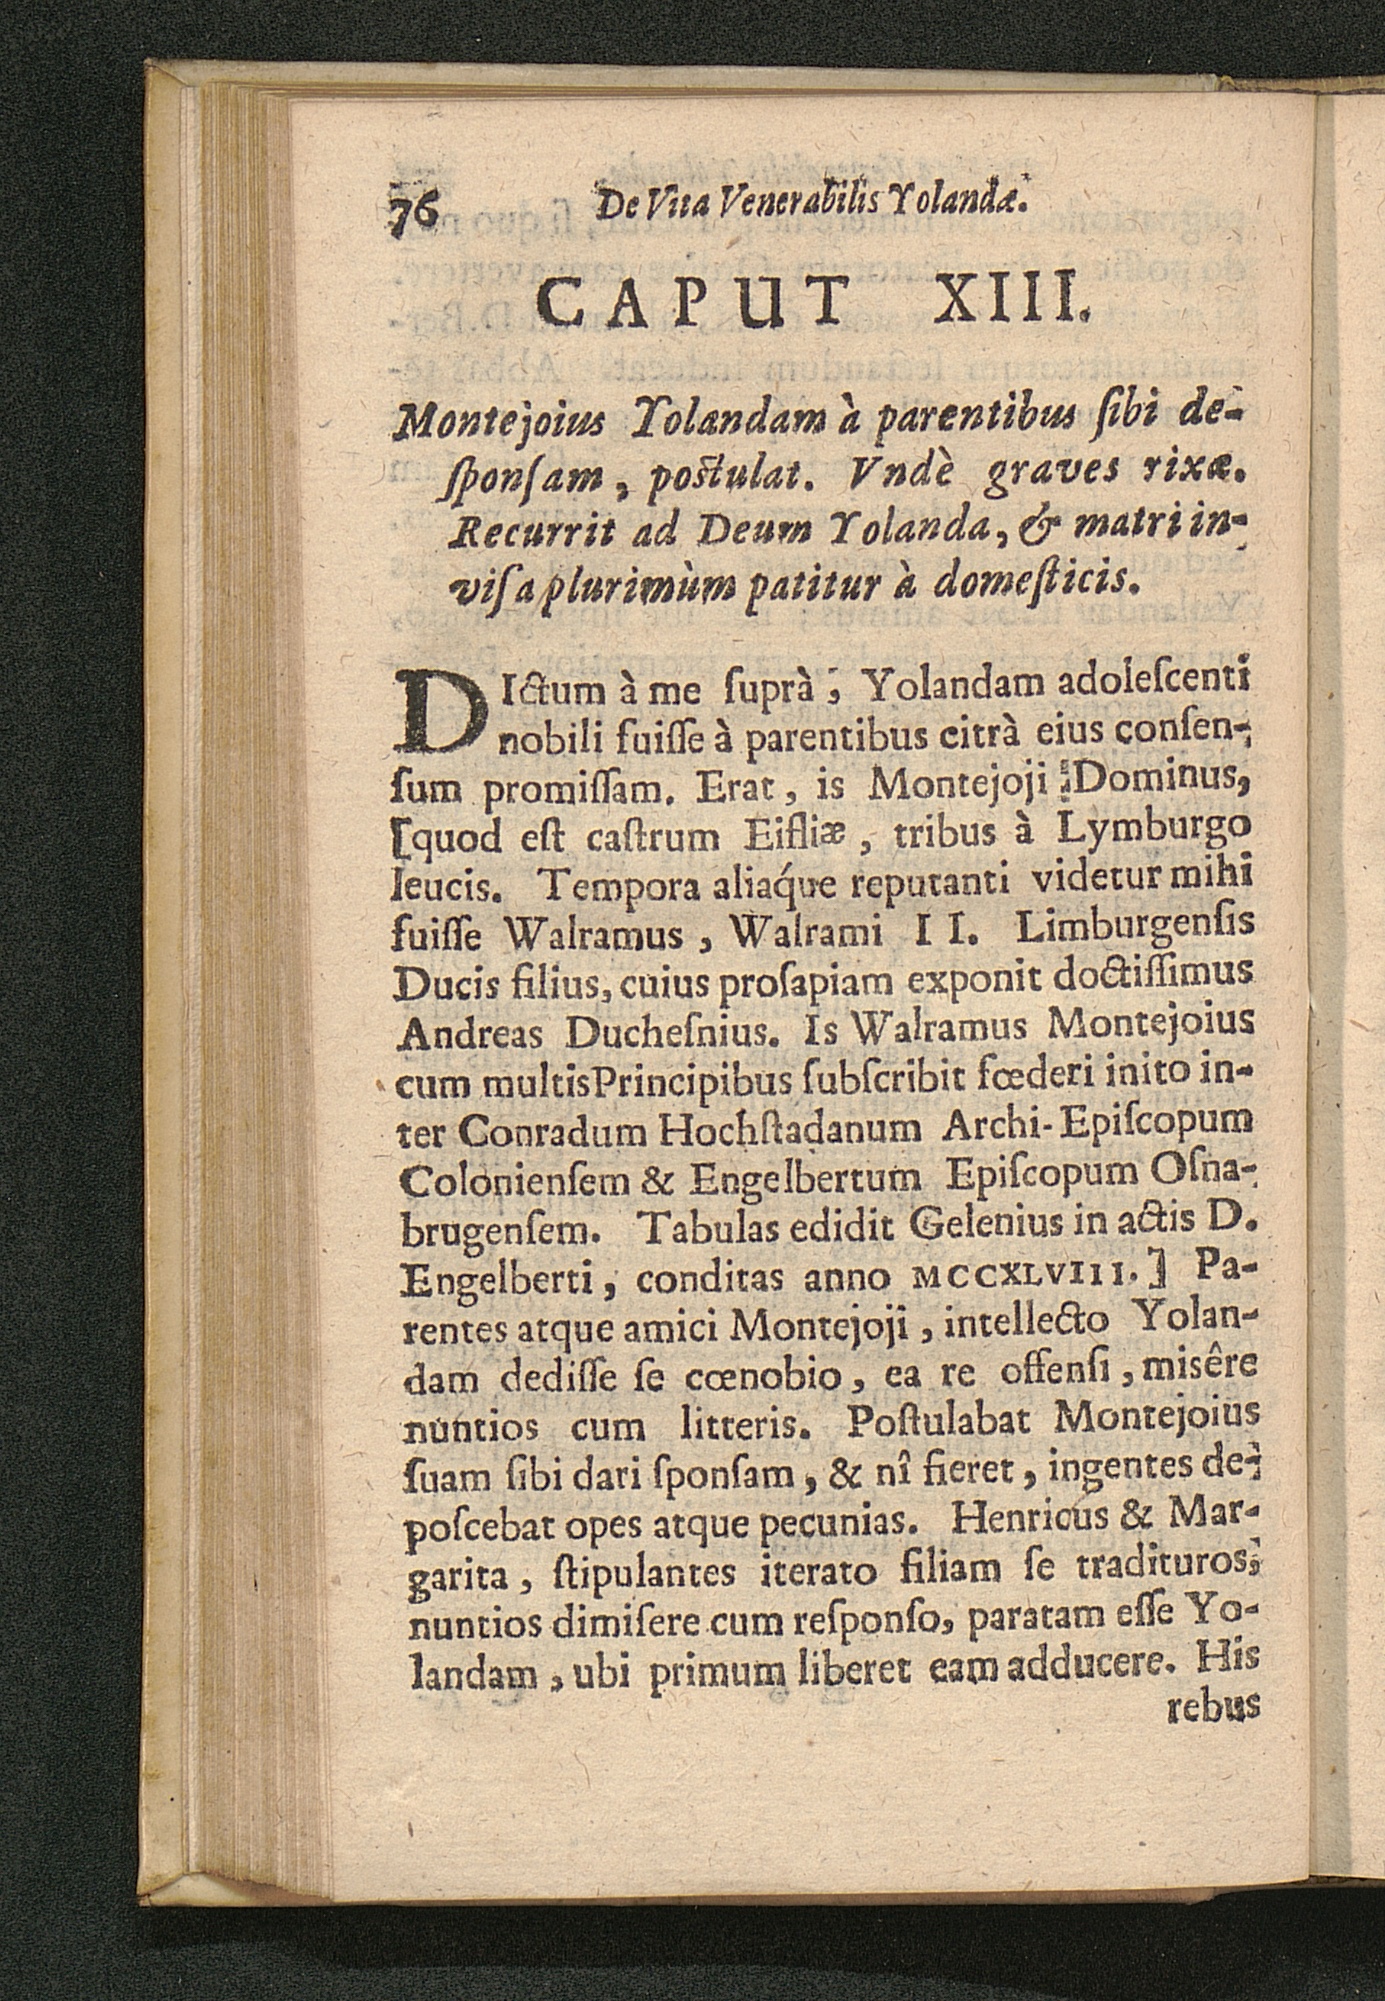 76 De Vita Venerabilis Yolandæ.
CAPUT XIII.
Montejoius Yolandam à parentibus ſibi de-
ſponſam, poſtulat. Vndè graves rixæ.
Recurrit ad Deum Yolanda, & matri in-
viſa plurimùm patitur à domeſticis.
DIctum à me ſuprà; Yolandam adoleſcenti
nobili fuiſſe à parentibus citrà eius conſen-
ſum promiſſam. Erat, is Montejoji Dominus,
[quod eſt caſtrum Eifliæ, tribus à Lymburgo
leucis. Tempora aliaq́ue reputanti videtur mihi
fuiſſe Walramus, Walrami II. Limburgenſis
Ducis filius, cuius proſapiam exponit doctiſſimus
Andreas Ducheſnius. Is Walramus Montejoius
cum multis Principibus ſubſcribit fœderi inito in-
ter Conradum Hochſtadanum Archi-Epiſcopum
Colonienſem & Engelbertum Epiſcopum Oſna-
brugenſem. Tabulas edidit Gelenius in actis D.
Engelberti, conditas anno MCCXLVIII.] Pa-
rentes atque amici Montejoji, intellecto Yolan-
dam dediſſe ſe cœnobio, ea re offenſi, misêre
nuntios cum litteris. Poſtulabat Montejoius
ſuam ſibi dari ſponſam, & nî fieret, ingentes de-
poſcebat opes atque pecunias. Henricus & Mar-
garita, ſtipulantes iterato filiam ſe tradituros,
nuntios dimiſere cum reſponſo, paratam eſſe Yo-
landam, ubi primum liberet eam adducere. His
rebus